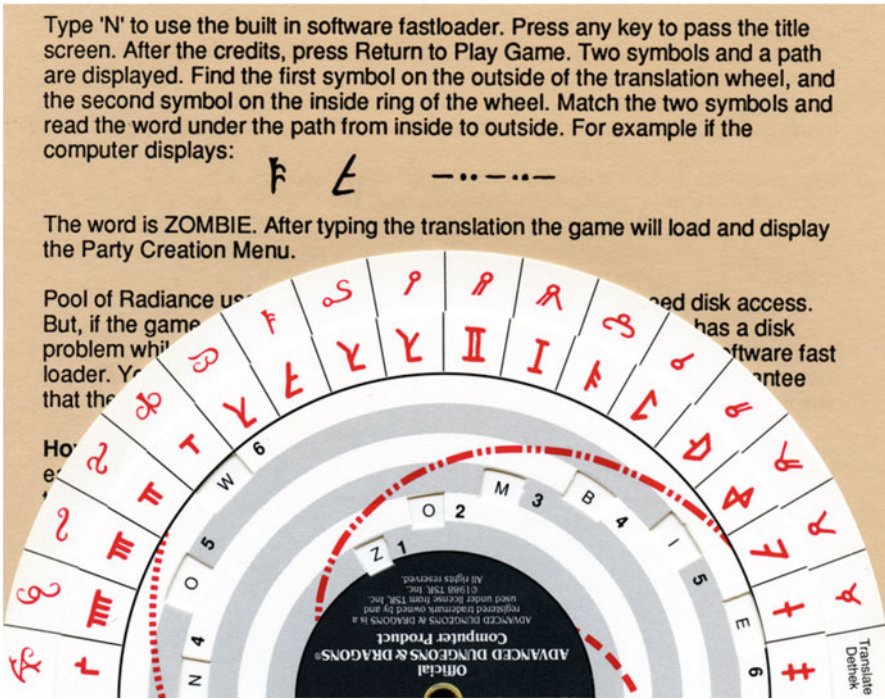 Type 'N' to use the built in software fastloader. Press any key to pass the title
screen. After the credits, press Return to Play Game. Two symbols and a path
are displayed. Find the first symbol on the outside of the translation wheel, and
the second symbol on the inside ring of the wheel. Match the two symbols and
read the word under the path from inside to outside. For example if the
computer displays:
The word is ZOMBIE. After typing the translation the game will load and display
the Party Creation Menu.
Pool of Radiance
disk access.
But, if the game
has a disk
fast
loader.
that
Z 1
O 2
M 3
B 4
I 5
E 6
W 6
O 5
N 4
Translate
Dethek
Official
ADVANCED DUNGEONS & DRAGONS®
Computer Product
ADVANCED DUNGEONS & DRAGONS is a
registered trademark owned by and
used under license from TSR, Inc.
©1988 TSR, Inc.
All rights reserved.